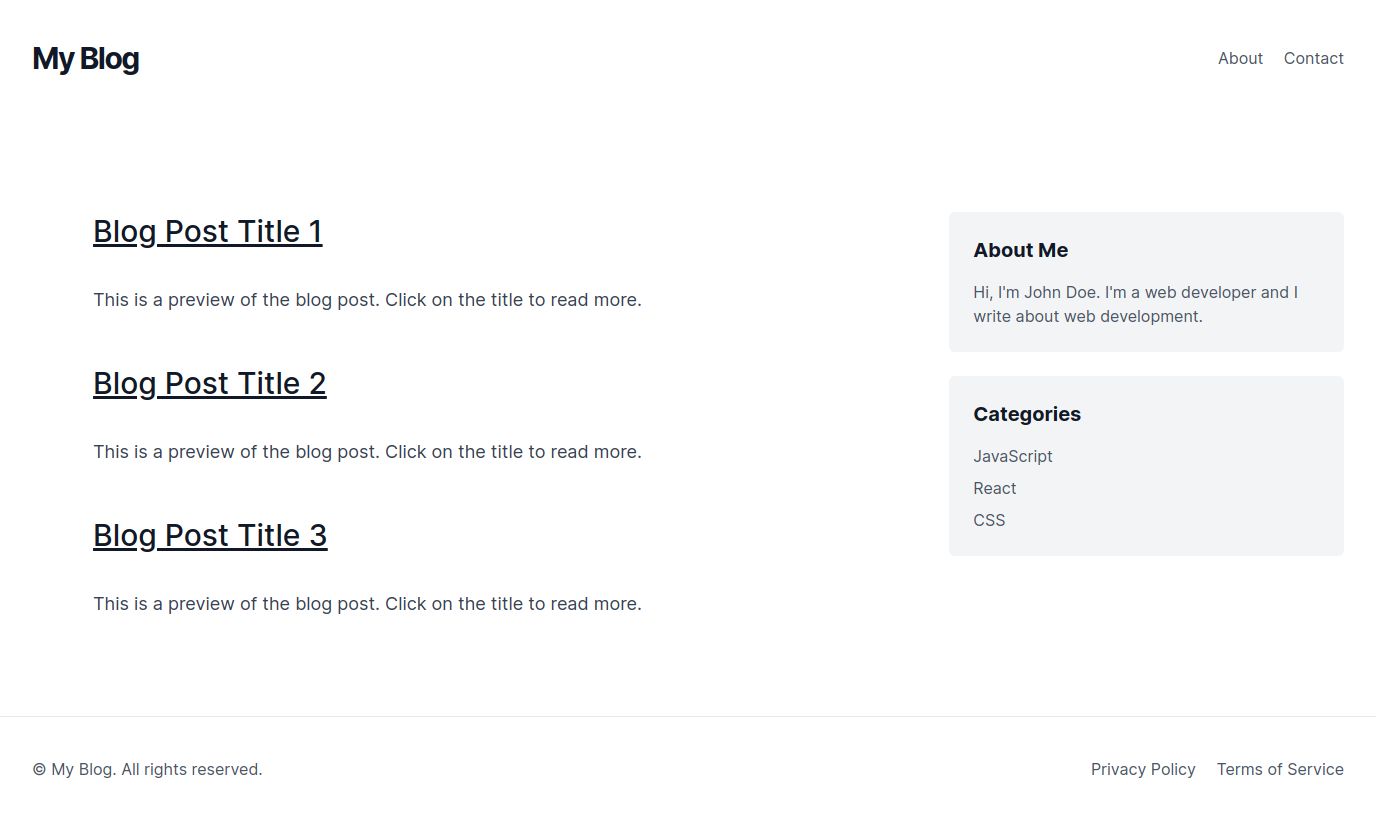 My Blog
About
Contact
Blog Post Title 1
This is a preview of the blog post. Click on the title to read more.
Blog Post Title 2
This is a preview of the blog post. Click on the title to read more.
Blog Post Title 3
This is a preview of the blog post. Click on the title to read more.
About Me
Hi, I'm John Doe. I'm a web developer and I
write about web development.
Categories
JavaScript
React
CSS
© My Blog. All rights reserved.
Privacy Policy
Terms of Service